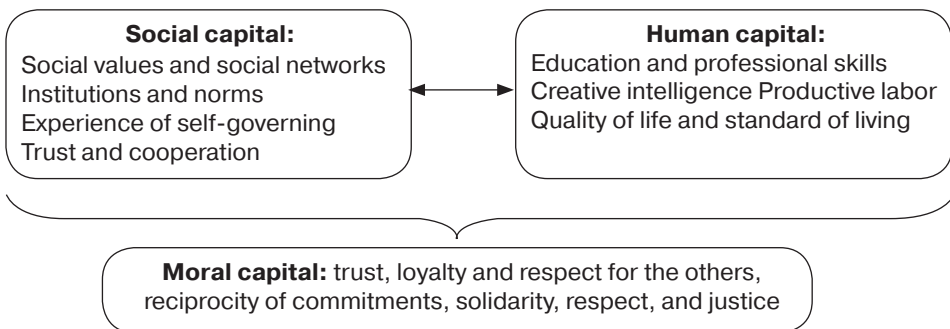 Social capital:
Social values and social networks
Institutions and norms
Experience of self-governing
Trust and cooperation
Human capital:
Education and professional skills
Creative intelligence Productive labor
Quality of life and standard of living
Moral capital: trust, loyalty and respect for the others,
reciprocity of commitments, solidarity, respect, and justice